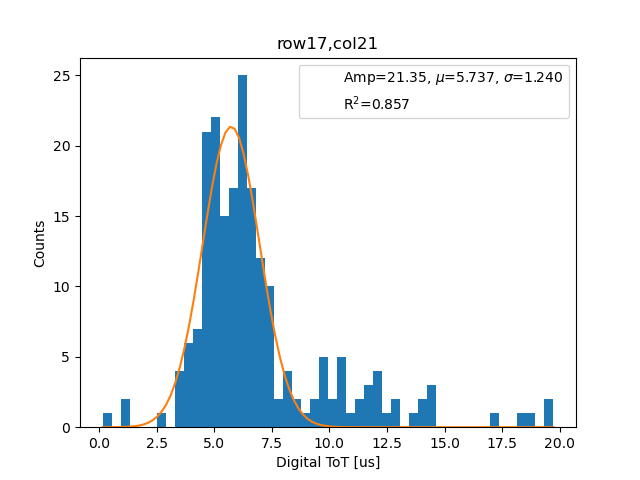 row17,col21
Amp=21.35, μ=5.737, σ=1.240
R²=0.857
25
20
15
10
5
0
Counts
0.0 2.5 5.0 7.5 10.0 12.5 15.0 17.5 20.0
Digital ToT [us]